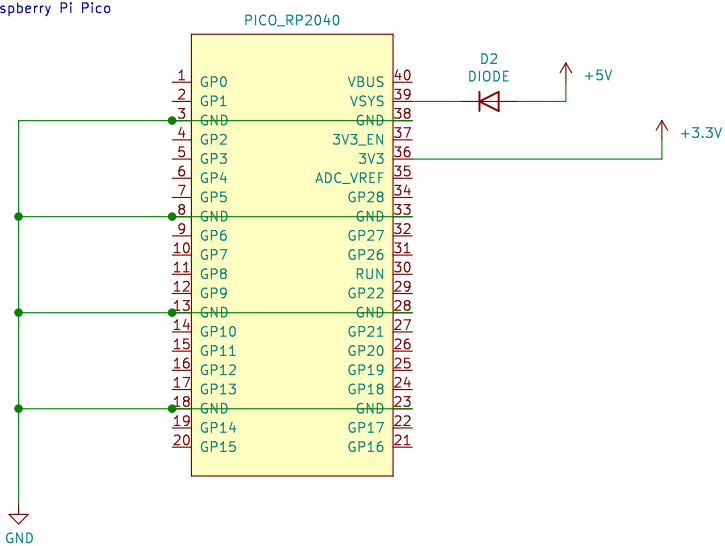 spberry Pi Pico
PICO_RP2040
D2
DIODE
+5V
+3.3V
1 GP0 VBUS 40
2 GP1 VSYS 39
3 GND GND 38
4 GP2 3V3_EN 37
5 GP3 3V3 36
6 GP4 ADC_VREF 35
7 GP5 GP28 34
8 GND GND 33
9 GP6 GP27 32
10 GP7 GP26 31
11 GP8 RUN 30
12 GP9 GP22 29
13 GND GND 28
14 GP10 GP21 27
15 GP11 GP20 26
16 GP12 GP19 25
17 GP13 GP18 24
18 GND GND 23
19 GP14 GP17 22
20 GP15 GP16 21
GND